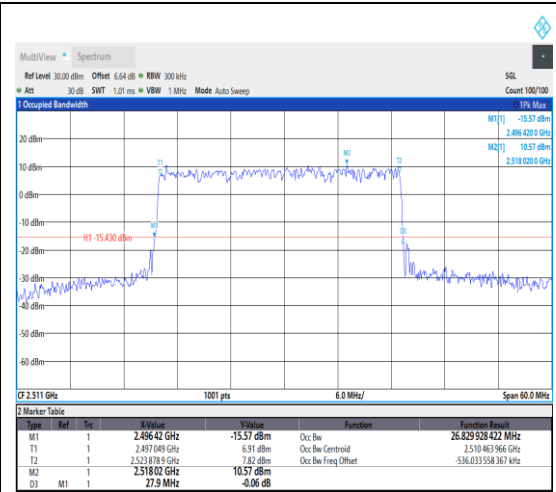 MultiView Spectrum
Ref Level 30.00 dBm Offset 6.64 dB RBW 300 kHz SGL
Att 30 dB SWT 1.01 ms VBW 1 MHz Mode Auto Sweep Count 100/100
1 Occupied Bandwidth 1Pk Max
M1[1] -15.57 dBm
2.496 420 0 GHz
M2[1] 10.57 dBm
2.518 020 0 GHz
20 dBm
M2
T1
T2
10 dBm
0 dBm
-10 dBm
M1
D3
H1 -15.430 dBm
-20 dBm
-30 dBm
-40 dBm
-50 dBm
-60 dBm
CF 2.511 GHz 1001 pts 6.0 MHz/ Span 60.0 MHz
2 Marker Table
Type Ref Trc X-Value Y-Value Function Function Result
M1 1 2.496 42 GHz -15.57 dBm Occ Bw 26.829 928 422 MHz
T1 1 2.497 049 GHz 6.91 dBm Occ Bw Centroid 2.510 463 966 GHz
T2 1 2.523 878 9 GHz 7.82 dBm Occ Bw Freq Offset -536.033 558 367 kHz
M2 1 2.518 02 GHz 10.57 dBm
D3 M1 1 27.9 MHz -0.06 dB